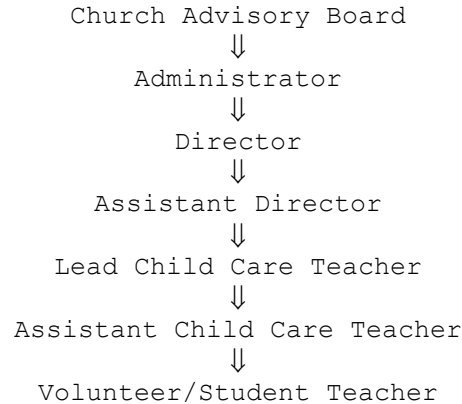 Church Advisory Board
⇓
Administrator
⇓
Director
⇓
Assistant Director
⇓
Lead Child Care Teacher
⇓
Assistant Child Care Teacher
⇓
Volunteer/Student Teacher